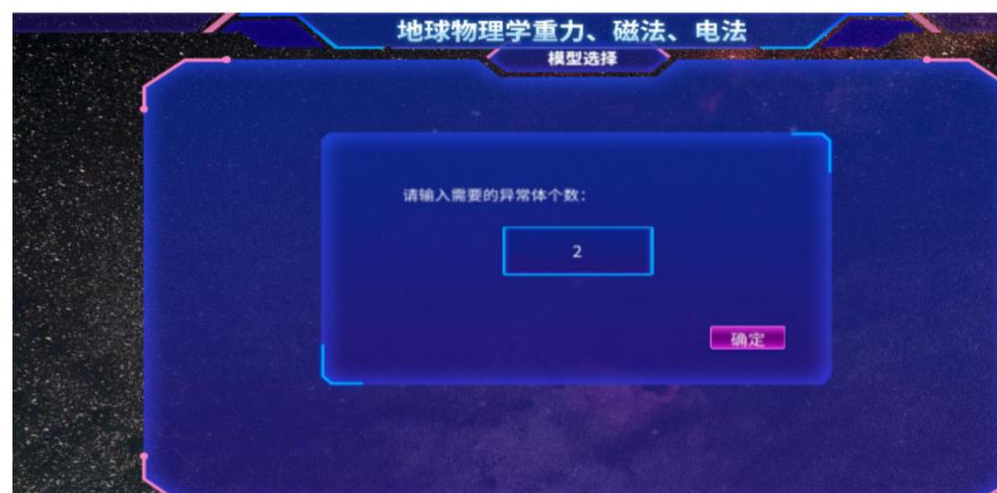 地球物理学重力、磁法、电法
模型选择
请输入需要的异常体个数：
2
确定